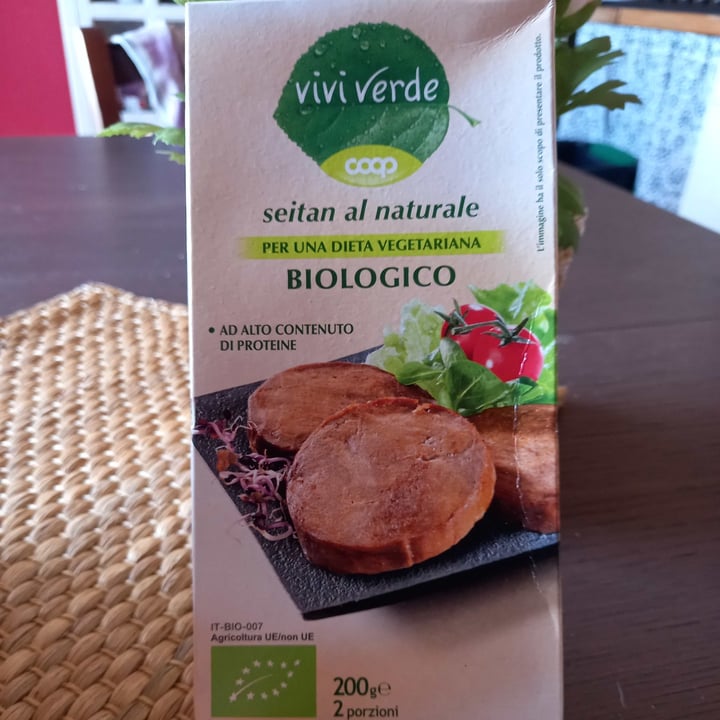 vivi verde
coop
seitan al naturale
PER UNA DIETA VEGETARIANA
BIOLOGICO
• AD ALTO CONTENUTO
DI PROTEINE
L'immagine ha il solo scopo di presentare il prodotto.
IT-BIO-007
Agricoltura UE/non UE
200g℮
2 porzioni